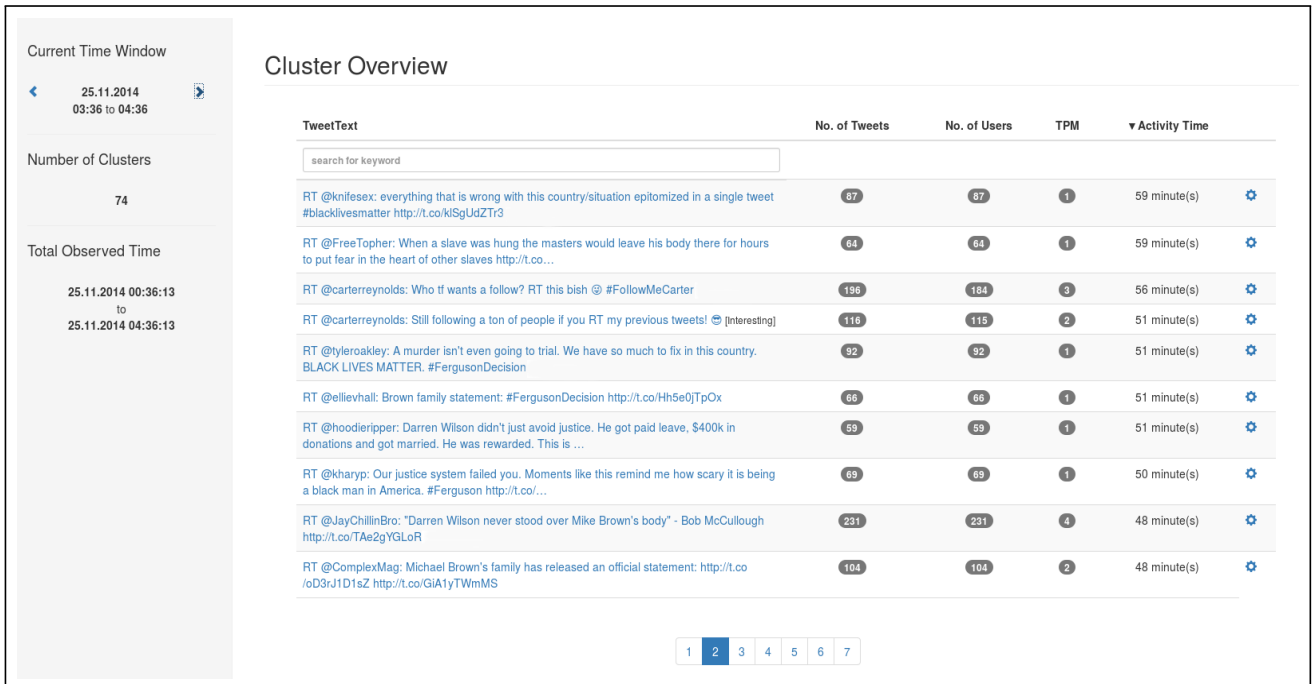 Current Time Window
25.11.2014
03:36 to 04:36
Number of Clusters
74
Total Observed Time
25.11.2014 00:36:13
to
25.11.2014 04:36:13
Cluster Overview
TweetText No. of Tweets No. of Users TPM ▾ Activity Time
search for keyword
RT @knifesex: everything that is wrong with this country/situation epitomized in a single tweet
#blacklivesmatter http://t.co/klSgUdZTr3
87 87 1 59 minute(s)
RT @FreeTopher: When a slave was hung the masters would leave his body there for hours
to put fear in the heart of other slaves http://t.co…
64 64 1 59 minute(s)
RT @carterreynolds: Who tf wants a follow? RT this bish 😜 #FollowMeCarter 196 184 3 56 minute(s)
RT @carterreynolds: Still following a ton of people if you RT my previous tweets! 😎 [Interesting] 116 115 2 51 minute(s)
RT @tyleroakley: A murder isn't even going to trial. We have so much to fix in this country.
BLACK LIVES MATTER. #FergusonDecision
92 92 1 51 minute(s)
RT @ellievhall: Brown family statement: #FergusonDecision http://t.co/Hh5e0jTpOx 66 66 1 51 minute(s)
RT @hoodieripper: Darren Wilson didn't just avoid justice. He got paid leave, $400k in
donations and got married. He was rewarded. This is …
59 59 1 51 minute(s)
RT @kharyp: Our justice system failed you. Moments like this remind me how scary it is being
a black man in America. #Ferguson http://t.co/…
69 69 1 50 minute(s)
RT @JayChillinBro: "Darren Wilson never stood over Mike Brown's body" - Bob McCullough
http://t.co/TAe2gYGLoR
231 231 4 48 minute(s)
RT @ComplexMag: Michael Brown's family has released an official statement: http://t.co
/oD3rJ1D1sZ http://t.co/GiA1yTWmMS
104 104 2 48 minute(s)
1 2 3 4 5 6 7